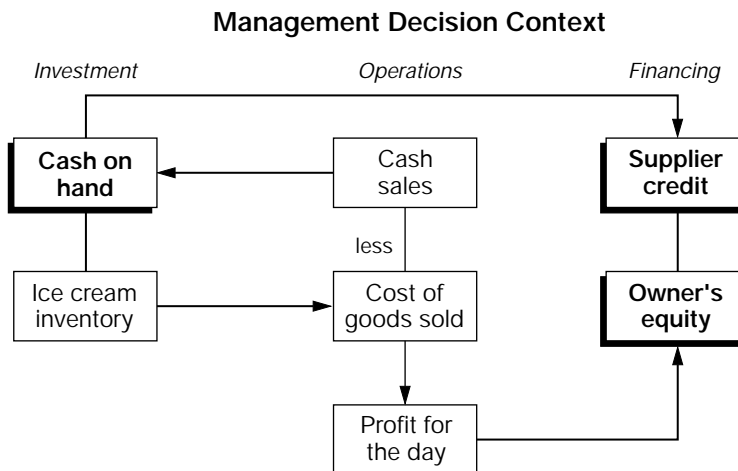 Management Decision Context
Investment
Operations
Financing
Cash on
hand
Cash
sales
Supplier
credit
less
Ice cream
inventory
Cost of
goods sold
Owner's
equity
Profit for
the day